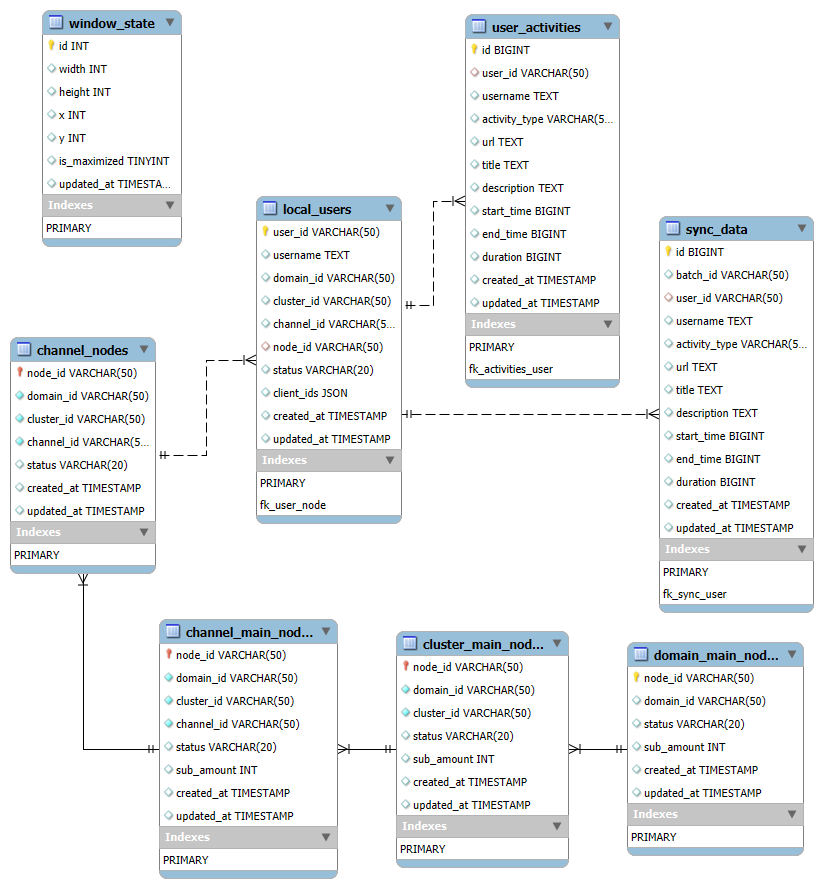 window_state
id INT
width INT
height INT
x INT
y INT
is_maximized TINYINT
updated_at TIMESTA...
Indexes
PRIMARY
user_activities
id BIGINT
user_id VARCHAR(50)
username TEXT
activity_type VARCHAR(5...
url TEXT
title TEXT
description TEXT
start_time BIGINT
end_time BIGINT
duration BIGINT
created_at TIMESTAMP
updated_at TIMESTAMP
Indexes
PRIMARY
fk_activities_user
local_users
user_id VARCHAR(50)
username TEXT
domain_id VARCHAR(50)
cluster_id VARCHAR(50)
channel_id VARCHAR(5...
node_id VARCHAR(50)
status VARCHAR(20)
client_ids JSON
created_at TIMESTAMP
updated_at TIMESTAMP
Indexes
PRIMARY
fk_user_node
sync_data
id BIGINT
batch_id VARCHAR(50)
user_id VARCHAR(50)
username TEXT
activity_type VARCHAR(5...
url TEXT
title TEXT
description TEXT
start_time BIGINT
end_time BIGINT
duration BIGINT
created_at TIMESTAMP
updated_at TIMESTAMP
Indexes
PRIMARY
fk_sync_user
channel_nodes
node_id VARCHAR(50)
domain_id VARCHAR(50)
cluster_id VARCHAR(50)
channel_id VARCHAR(5...
status VARCHAR(20)
created_at TIMESTAMP
updated_at TIMESTAMP
Indexes
PRIMARY
channel_main_nod...
node_id VARCHAR(50)
domain_id VARCHAR(50)
cluster_id VARCHAR(50)
channel_id VARCHAR(50)
status VARCHAR(20)
sub_amount INT
created_at TIMESTAMP
updated_at TIMESTAMP
Indexes
PRIMARY
cluster_main_nod...
node_id VARCHAR(50)
domain_id VARCHAR(50)
cluster_id VARCHAR(50)
status VARCHAR(20)
sub_amount INT
created_at TIMESTAMP
updated_at TIMESTAMP
Indexes
PRIMARY
domain_main_nod...
node_id VARCHAR(50)
domain_id VARCHAR(50)
status VARCHAR(20)
sub_amount INT
created_at TIMESTAMP
updated_at TIMESTAMP
Indexes
PRIMARY